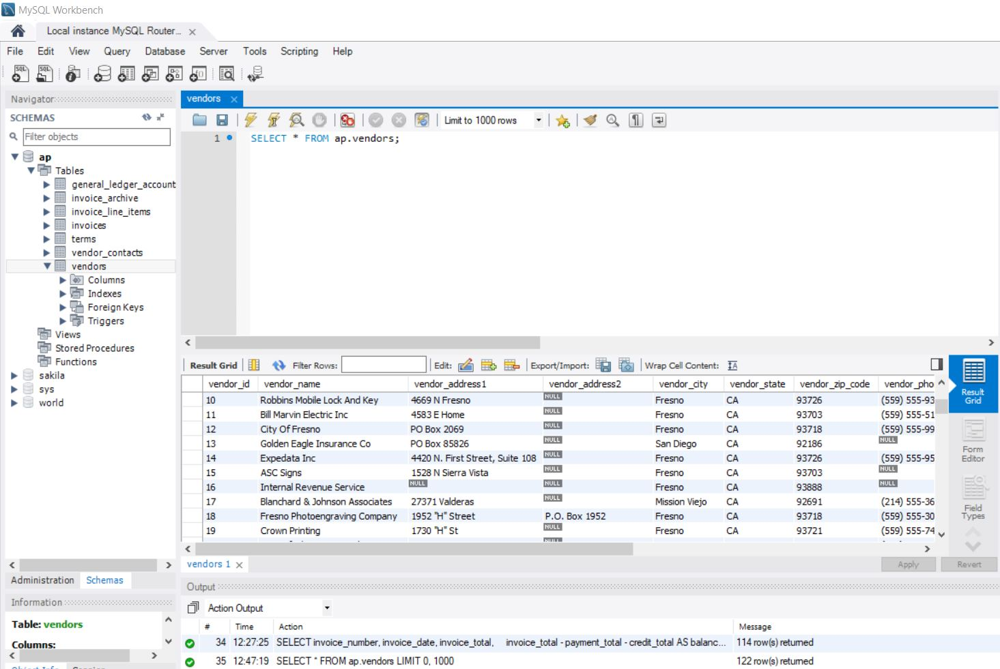 MySQL Workbench
Local instance MySQL Router...
File Edit View Query Database Server Tools Scripting Help
Navigator
SCHEMAS
Filter objects
ap
Tables
general_ledger_account
invoice_archive
invoice_line_items
invoices
terms
vendor_contacts
vendors
Columns
Indexes
Foreign Keys
Triggers
Views
Stored Procedures
Functions
sakila
sys
world
Administration Schemas
Information
Table: vendors
Columns:
vendors
Limit to 1000 rows
1 SELECT * FROM ap.vendors;
Result Grid Filter Rows: Edit: Export/Import: Wrap Cell Content:
vendor_id vendor_name vendor_address1 vendor_address2 vendor_city vendor_state vendor_zip_code vendor_pho
10 Robbins Mobile Lock And Key 4669 N Fresno NULL Fresno CA 93726 (559) 555-93
11 Bill Marvin Electric Inc 4583 E Home NULL Fresno CA 93703 (559) 555-51
12 City Of Fresno PO Box 2069 NULL Fresno CA 93718 (559) 555-99
13 Golden Eagle Insurance Co PO Box 85826 NULL San Diego CA 92186 NULL
14 Expedata Inc 4420 N. First Street, Suite 108 NULL Fresno CA 93726 (559) 555-95
15 ASC Signs 1528 N Sierra Vista NULL Fresno CA 93703 NULL
16 Internal Revenue Service NULL NULL Fresno CA 93888 NULL
17 Blanchard & Johnson Associates 27371 Valderas NULL Mission Viejo CA 92691 (214) 555-36
18 Fresno Photoengraving Company 1952 "H" Street P.O. Box 1952 Fresno CA 93718 (559) 555-30
19 Crown Printing 1730 "H" St NULL Fresno CA 93721 (559) 555-74
Result Grid
Form Editor
Field Types
vendors 1
Apply Revert
Output
Action Output
# Time Action Message
34 12:27:25 SELECT invoice_number, invoice_date, invoice_total, invoice_total - payment_total - credit_total AS balanc... 114 row(s) returned
35 12:47:19 SELECT * FROM ap.vendors LIMIT 0, 1000 122 row(s) returned